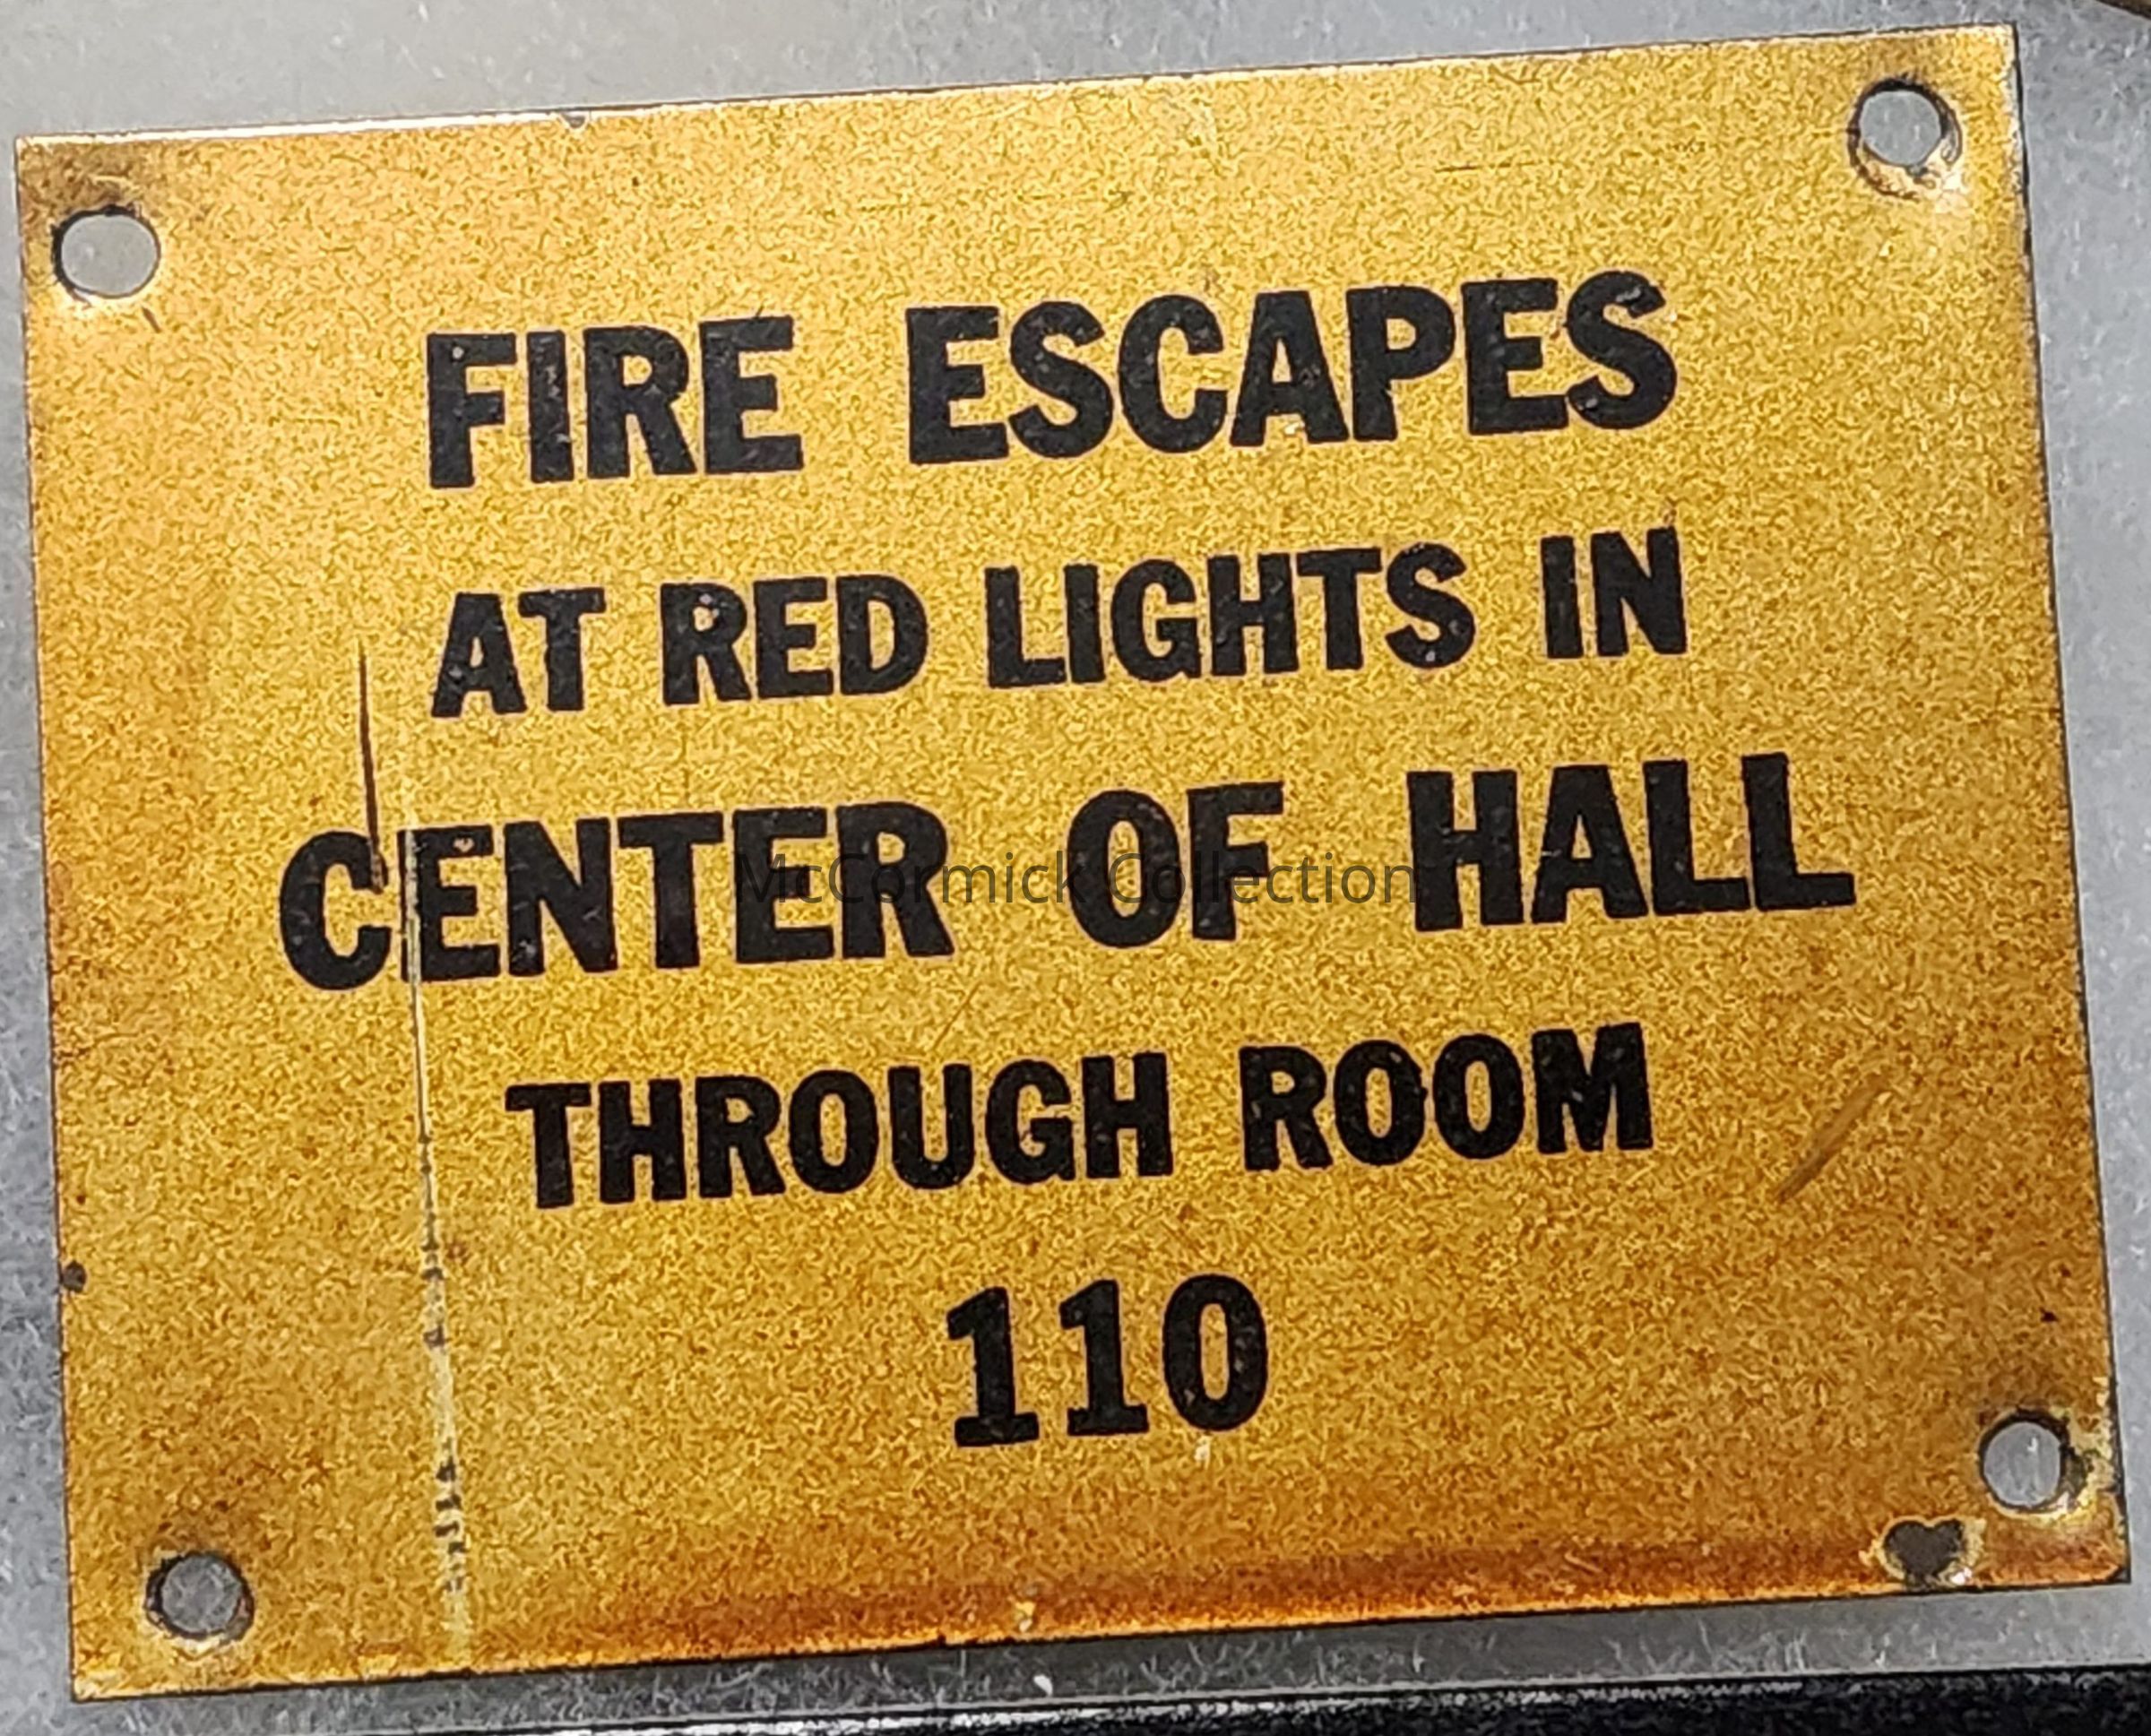 FIRE ESCAPES
AT RED LIGHTS IN
CENTER OF HALL
McCormick Collection
THROUGH ROOM
110